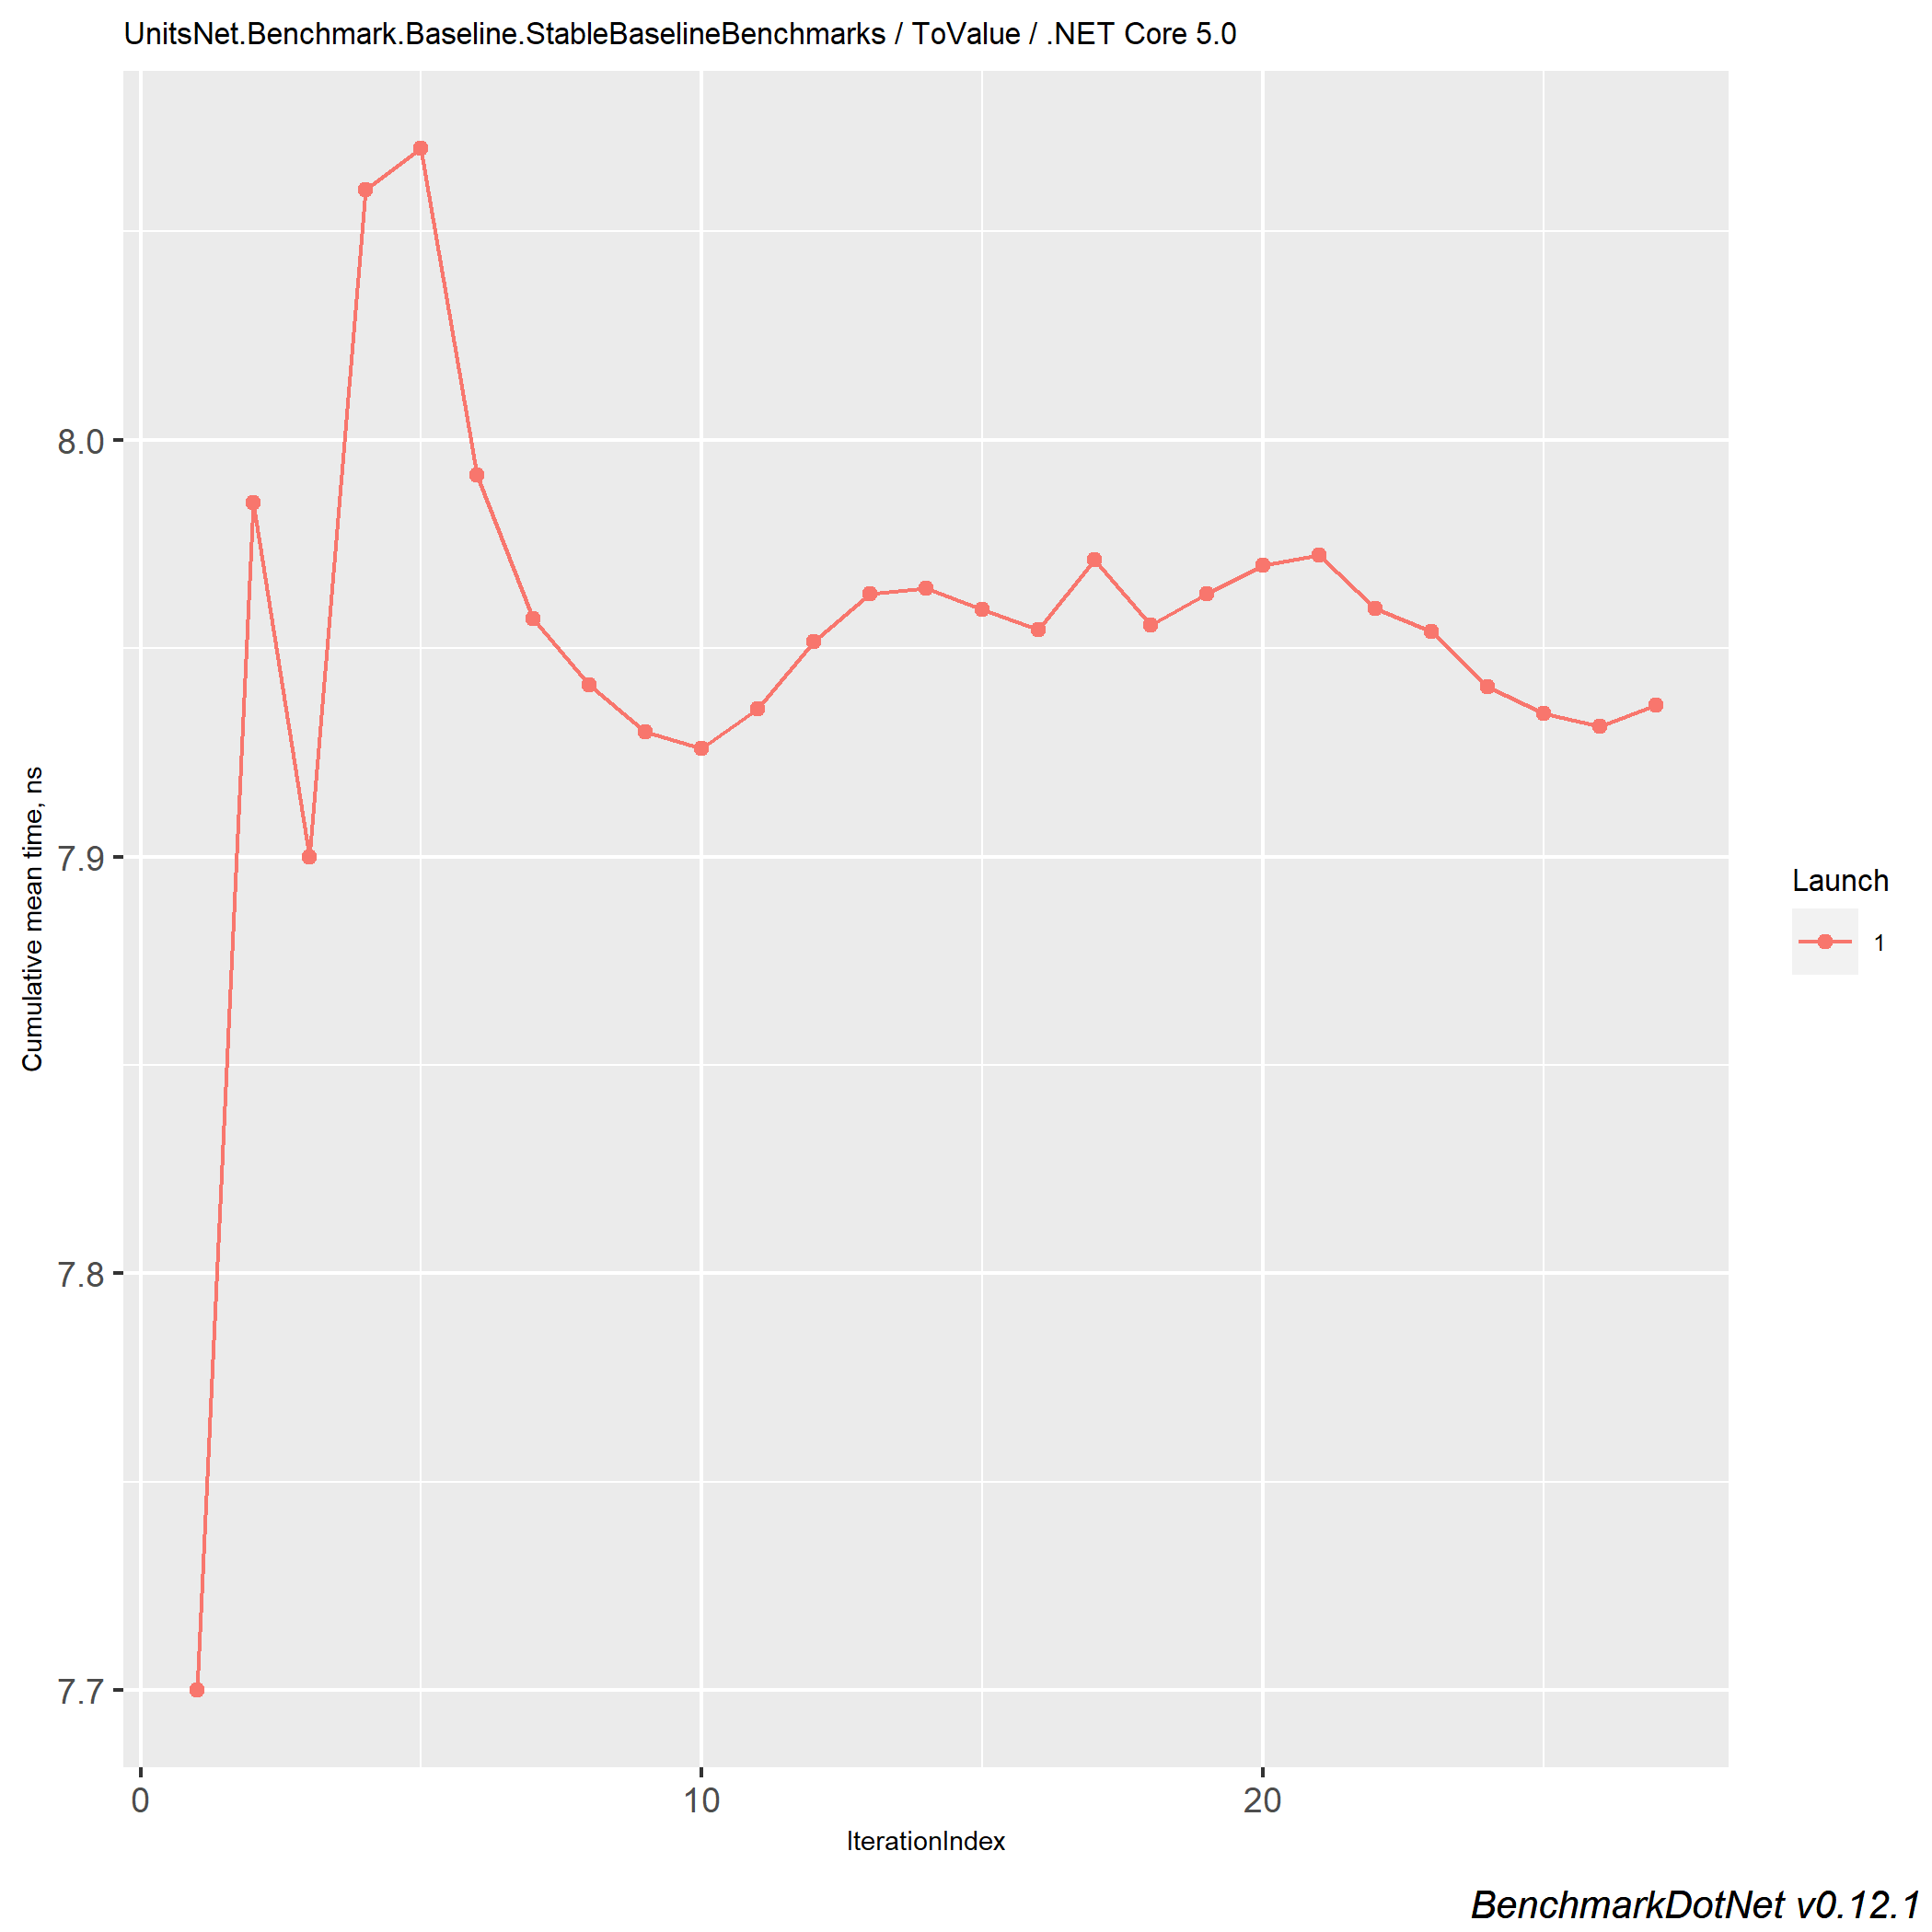 UnitsNet.Benchmark.Baseline.StableBaselineBenchmarks / ToValue / .NET Core 5.0
Cumulative mean time, ns
8.0
7.9
7.8
7.7
0 10 20
IterationIndex
Launch
1
BenchmarkDotNet v0.12.1